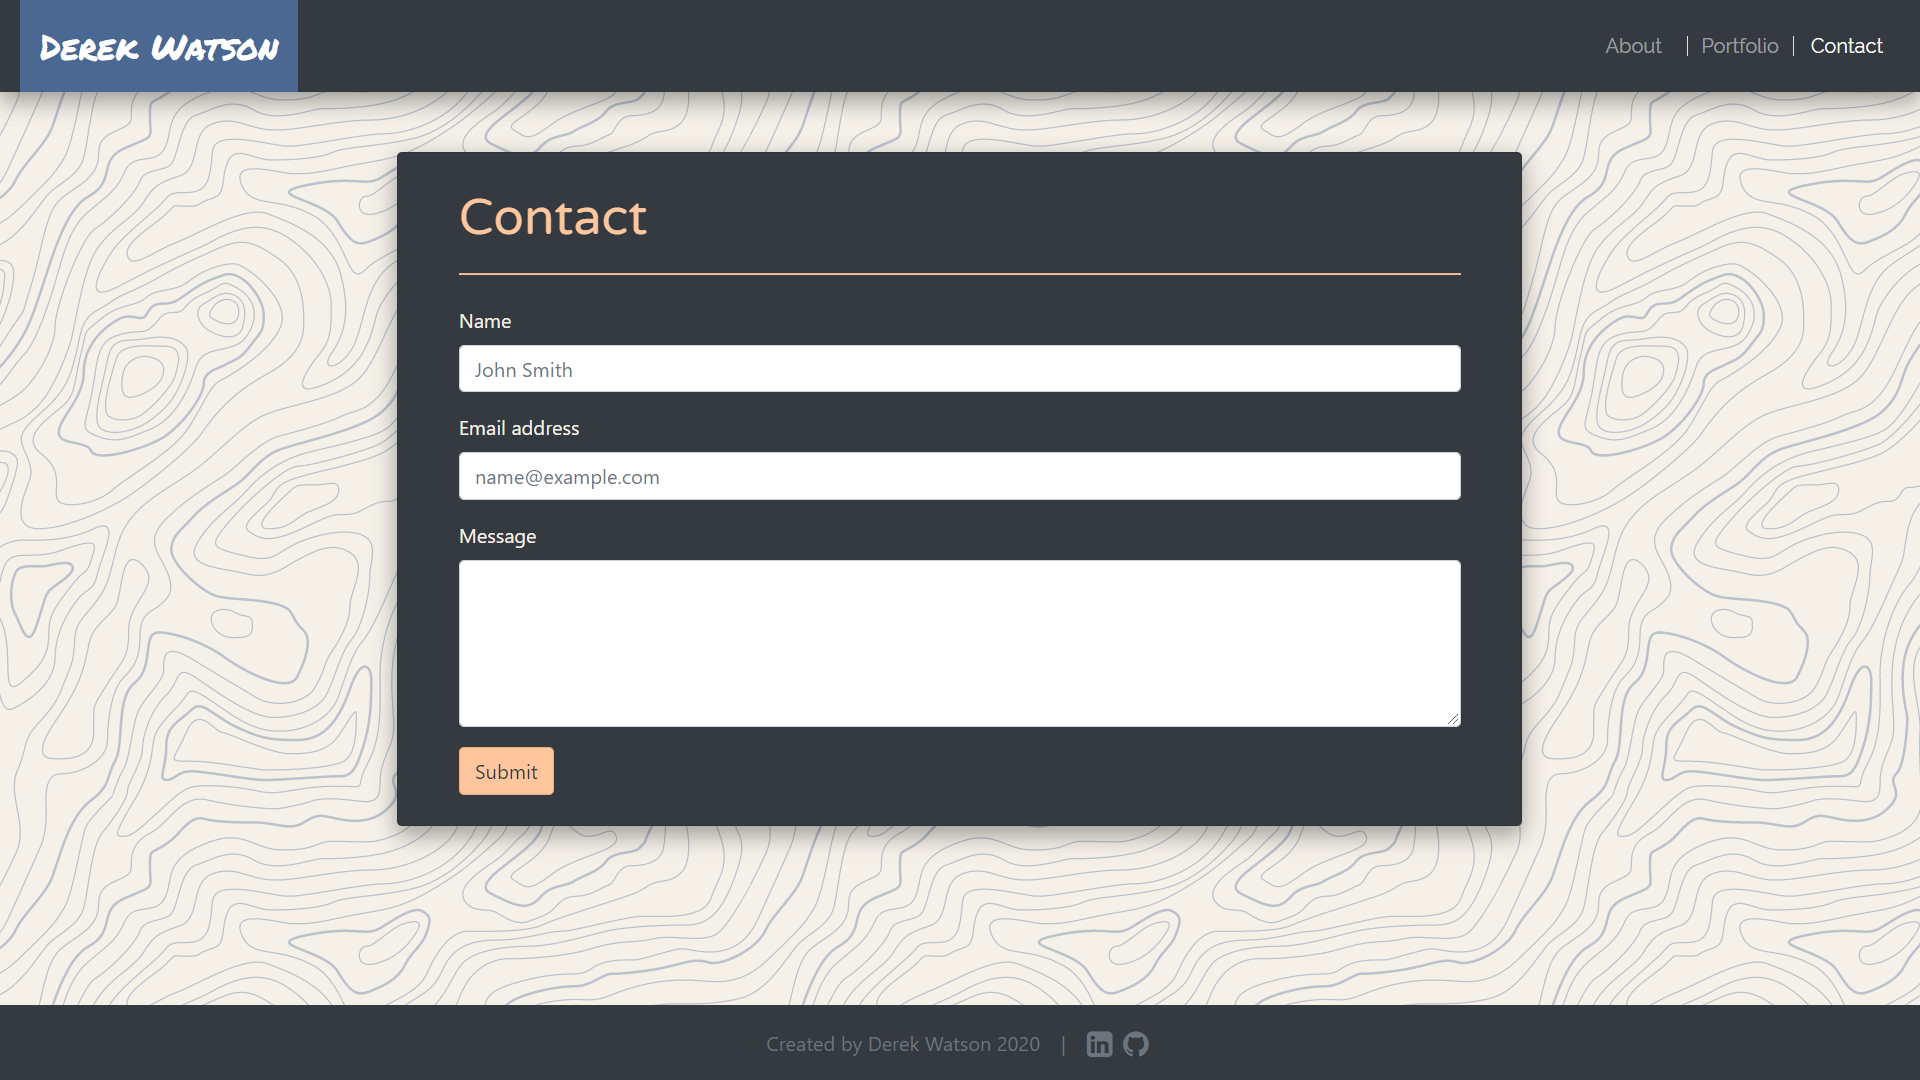 Derek Watson
About | Portfolio | Contact
Contact
Name
John Smith
Email address
name@example.com
Message
Submit
Created by Derek Watson 2020 | in